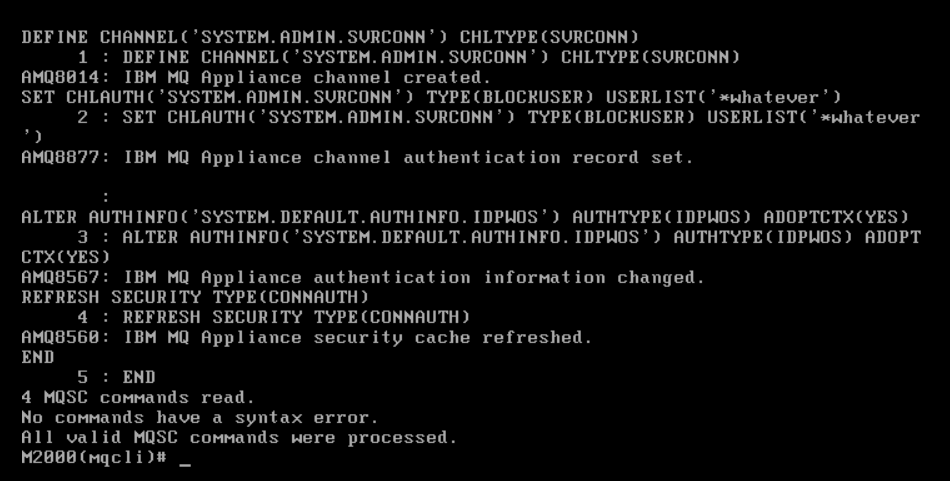 DEFINE CHANNEL('SYSTEM.ADMIN.SVRCONN') CHLTYPE(SVRCONN)
1 : DEFINE CHANNEL('SYSTEM.ADMIN.SVRCONN') CHLTYPE(SVRCONN)
AMQ8014: IBM MQ Appliance channel created.
SET CHLAUTH('SYSTEM.ADMIN.SVRCONN') TYPE(BLOCKUSER) USERLIST('*whatever')
2 : SET CHLAUTH('SYSTEM.ADMIN.SVRCONN') TYPE(BLOCKUSER) USERLIST('*whatever
')
AMQ8877: IBM MQ Appliance channel authentication record set.
:
ALTER AUTHINFO('SYSTEM.DEFAULT.AUTHINFO.IDPWOS') AUTHTYPE(IDPWOS) ADOPTCTX(YES)
3 : ALTER AUTHINFO('SYSTEM.DEFAULT.AUTHINFO.IDPWOS') AUTHTYPE(IDPWOS) ADOPT
CTX(YES)
AMQ8567: IBM MQ Appliance authentication information changed.
REFRESH SECURITY TYPE(CONNAUTH)
4 : REFRESH SECURITY TYPE(CONNAUTH)
AMQ8560: IBM MQ Appliance security cache refreshed.
END
5 : END
4 MQSC commands read.
No commands have a syntax error.
All valid MQSC commands were processed.
M2000(mqcli)# _